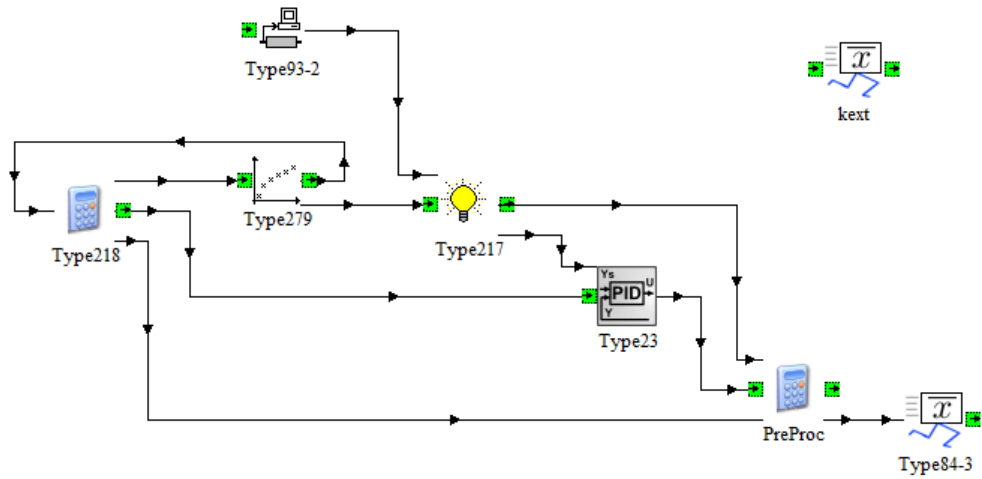 Type93-2
x
kext
Type279
Type218
Type217
Ys
U
PID
Y
Type23
PreProc
x
Type84-3